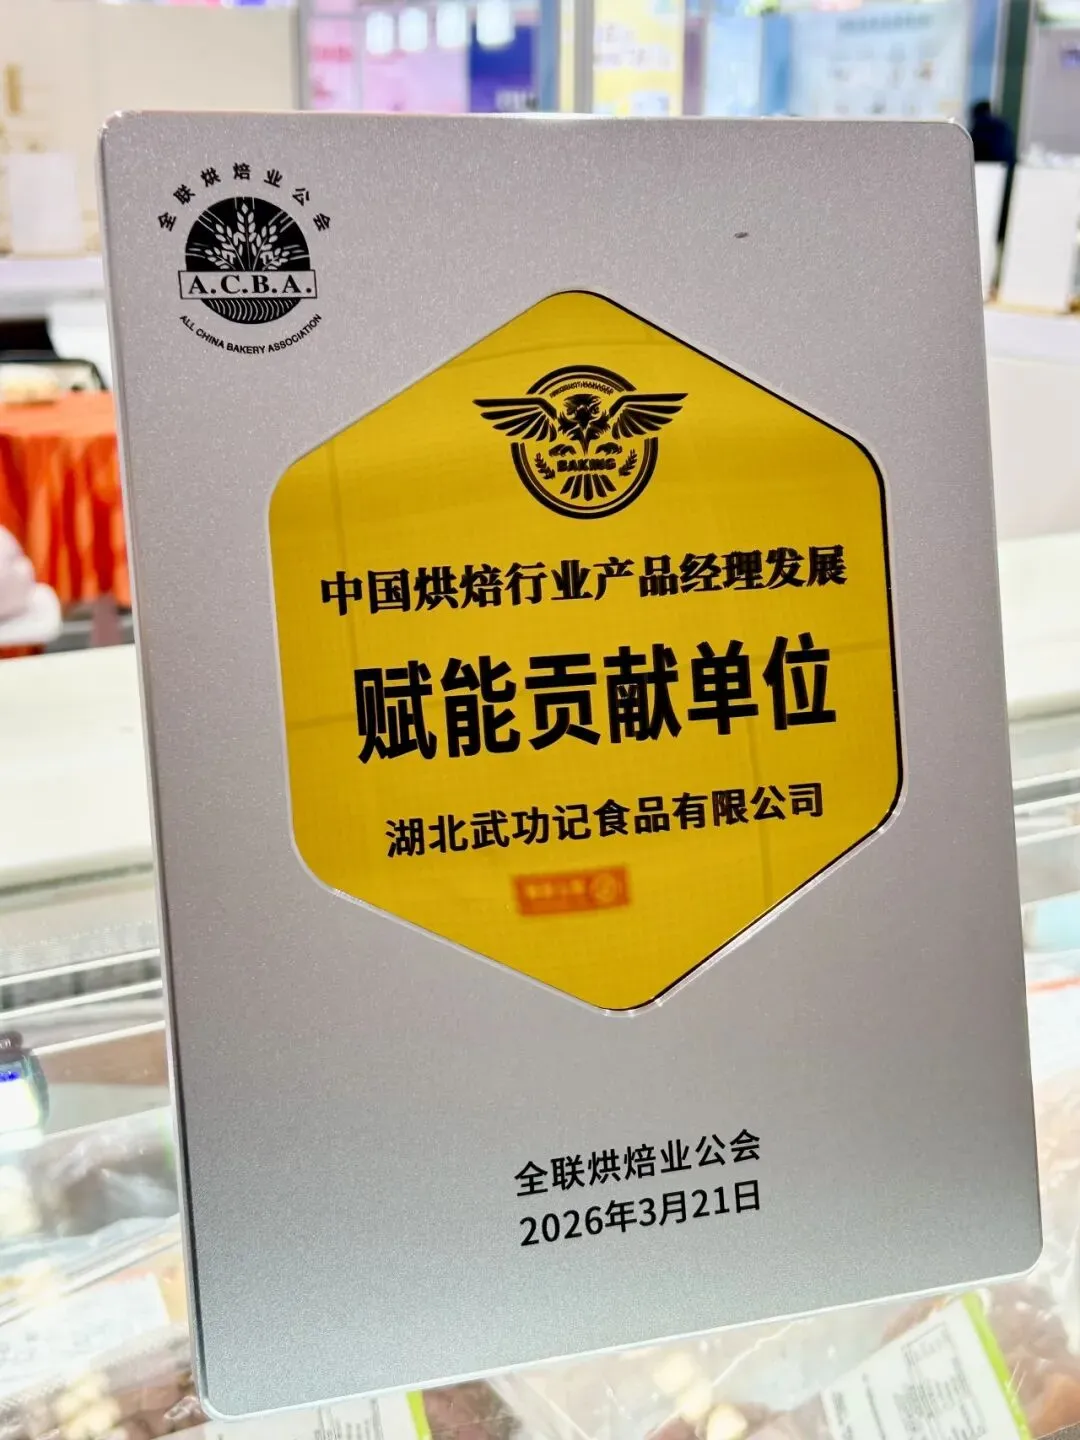 全联烘焙业公会
A.C.B.A.
ALL CHINA BAKERY ASSOCIATION
BAKING
中国烘焙行业产品经理发展
赋能贡献单位
湖北武功记食品有限公司
全联烘焙业公会
2026年3月21日